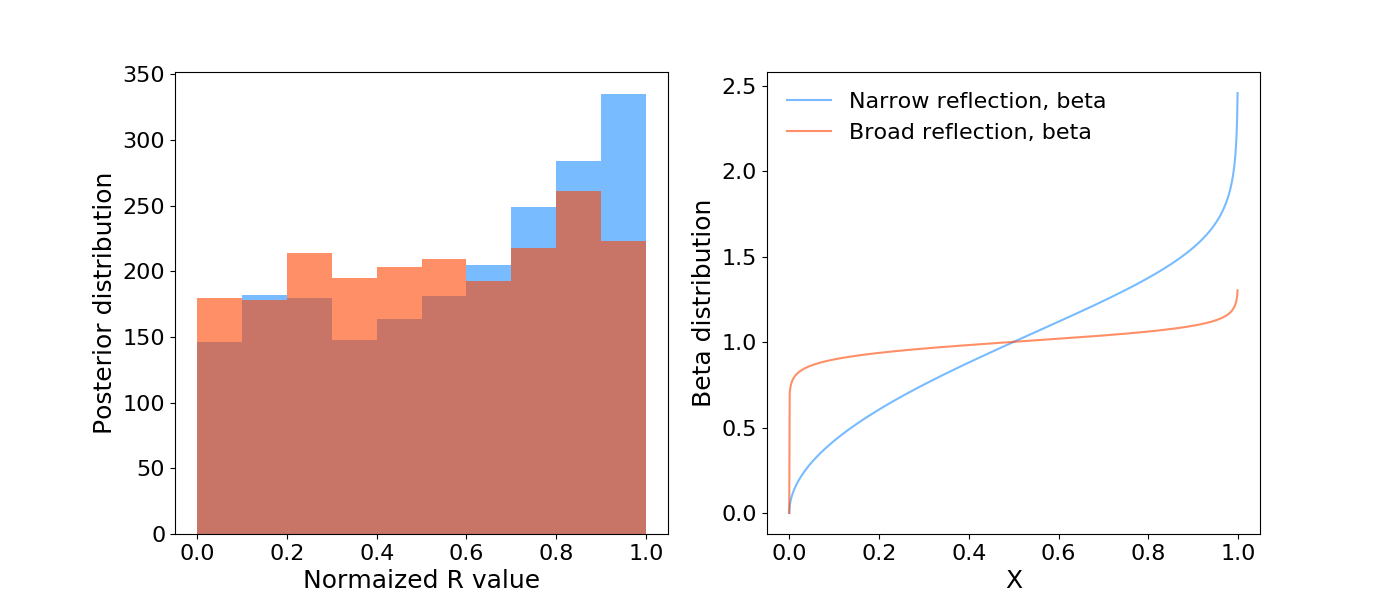 350
300
250
200
150
100
50
0
Posterior distribution
0.0 0.2 0.4 0.6 0.8 1.0
Normaized R value
2.5
2.0
1.5
1.0
0.5
0.0
Beta distribution
Narrow reflection, beta
Broad reflection, beta
0.0 0.2 0.4 0.6 0.8 1.0
X